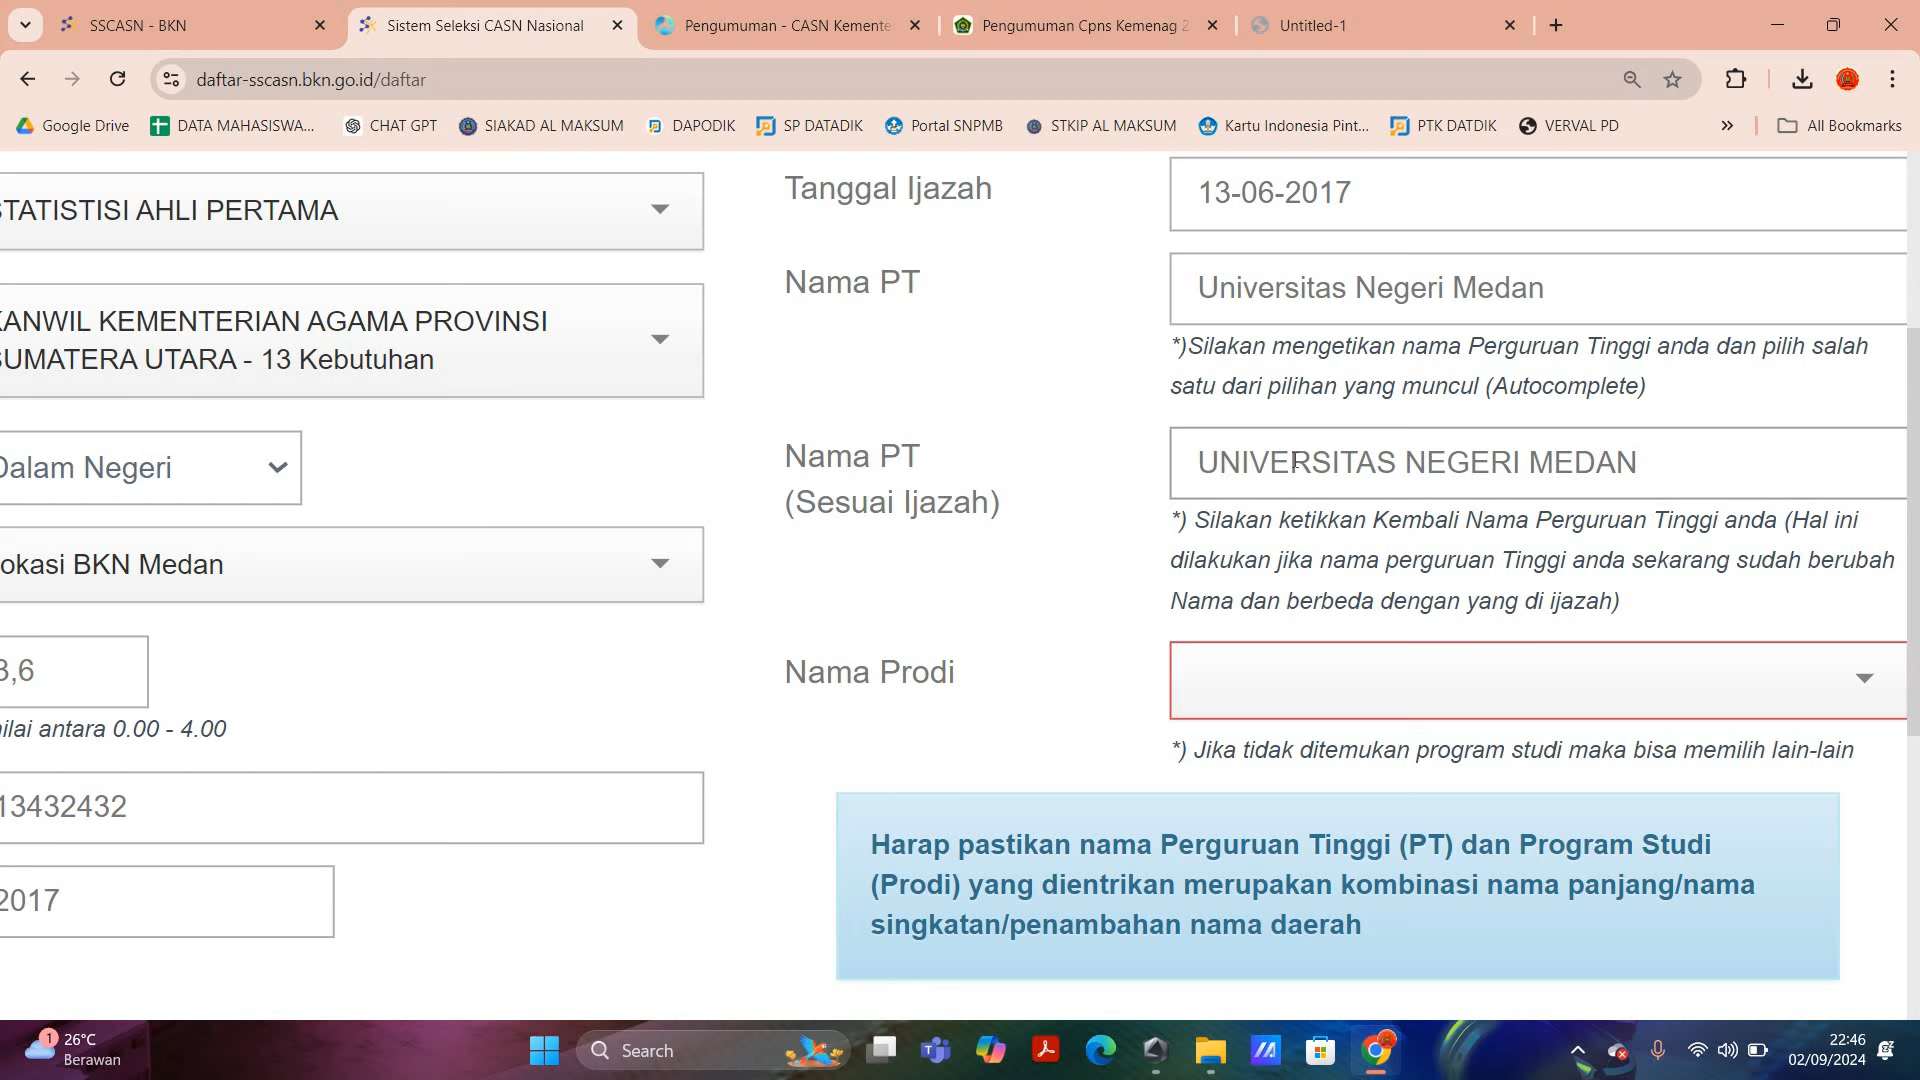 SSCASN - BKN
Sistem Seleksi CASN Nasional
Pengumuman - CASN Kemente
Pengumuman Cpns Kemenag 2
Untitled-1
daftar-sscasn.bkn.go.id/daftar
Google Drive
DATA MAHASISWA...
CHAT GPT
SIAKAD AL MAKSUM
DAPODIK
SP DATADIK
Portal SNPMB
STKIP AL MAKSUM
Kartu Indonesia Pint...
PTK DATDIK
VERVAL PD
All Bookmarks
STATISTISI AHLI PERTAMA
KANWIL KEMENTERIAN AGAMA PROVINSI
SUMATERA UTARA - 13 Kebutuhan
Dalam Negeri
okasi BKN Medan
3,6
ilai antara 0.00 - 4.00
13432432
2017
Tanggal Ijazah
13-06-2017
Nama PT
Universitas Negeri Medan
*)Silakan mengetikan nama Perguruan Tinggi anda dan pilih salah
satu dari pilihan yang muncul (Autocomplete)
Nama PT
(Sesuai Ijazah)
UNIVERSITAS NEGERI MEDAN
*) Silakan ketikkan Kembali Nama Perguruan Tinggi anda (Hal ini
dilakukan jika nama perguruan Tinggi anda sekarang sudah berubah
Nama dan berbeda dengan yang di ijazah)
Nama Prodi
*) Jika tidak ditemukan program studi maka bisa memilih lain-lain
Harap pastikan nama Perguruan Tinggi (PT) dan Program Studi
(Prodi) yang dientrikan merupakan kombinasi nama panjang/nama
singkatan/penambahan nama daerah
1
26°C
Berawan
Search
22:46
02/09/2024